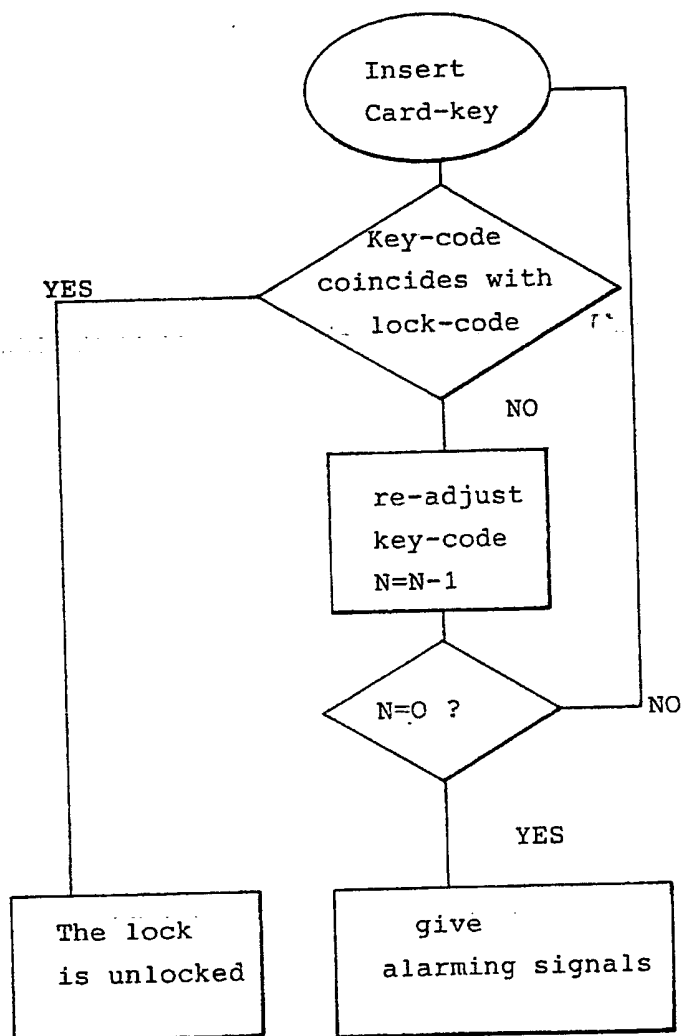 Insert
Card-key
Key-code
coincides with
lock-code
YES
NO
re-adjust
key-code
N=N-1
N=O ?
NO
YES
The lock
is unlocked
give
alarming signals